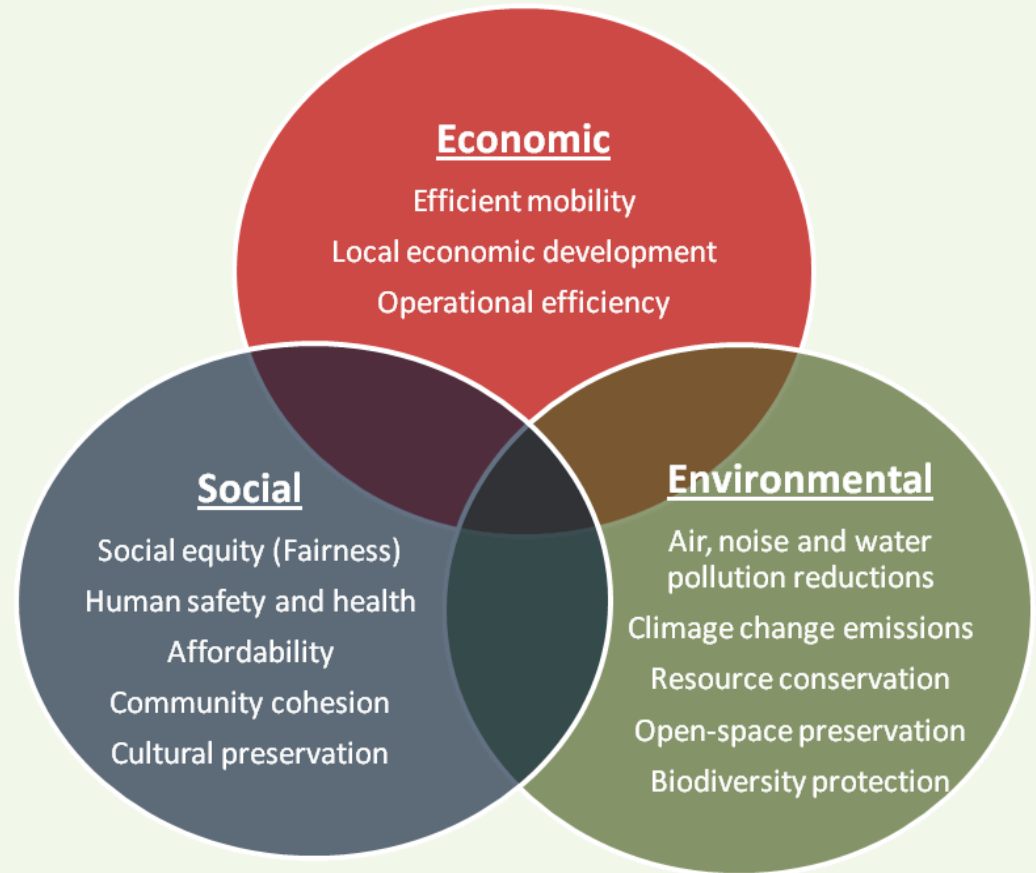 Economic
Efficient mobility
Local economic development
Operational efficiency
Social
Social equity (Fairness)
Human safety and health
Affordability
Community cohesion
Cultural preservation
Environmental
Air, noise and water
pollution reductions
Climage change emissions
Resource conservation
Open-space preservation
Biodiversity protection